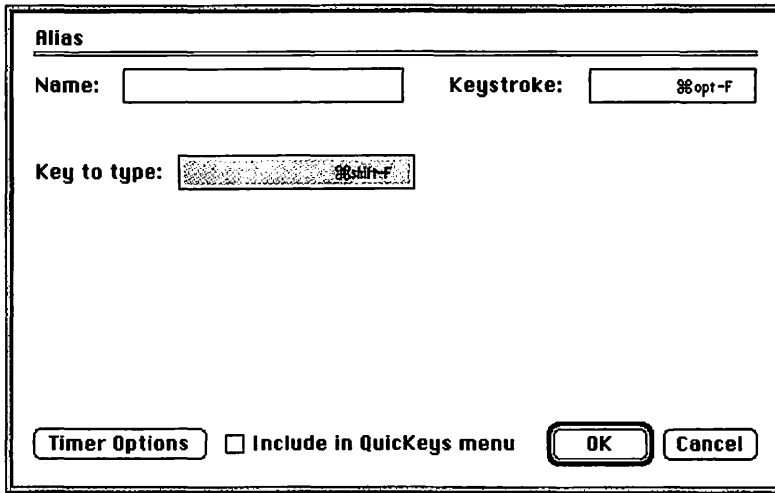 Alias
Name: Keystroke: ⌘opt-F
Key to type: ⌘shift-F
Timer Options Include in QuicKeys menu OK Cancel